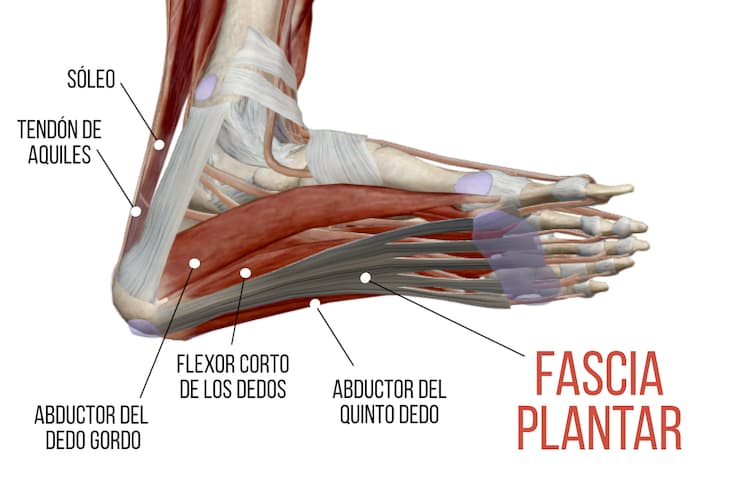 SÓLEO
TENDÓN DE
AQUILES
FLEXOR CORTO
DE LOS DEDOS
ABDUCTOR DEL
QUINTO DEDO
ABDUCTOR DEL
DEDO GORDO
FASCIA
PLANTAR